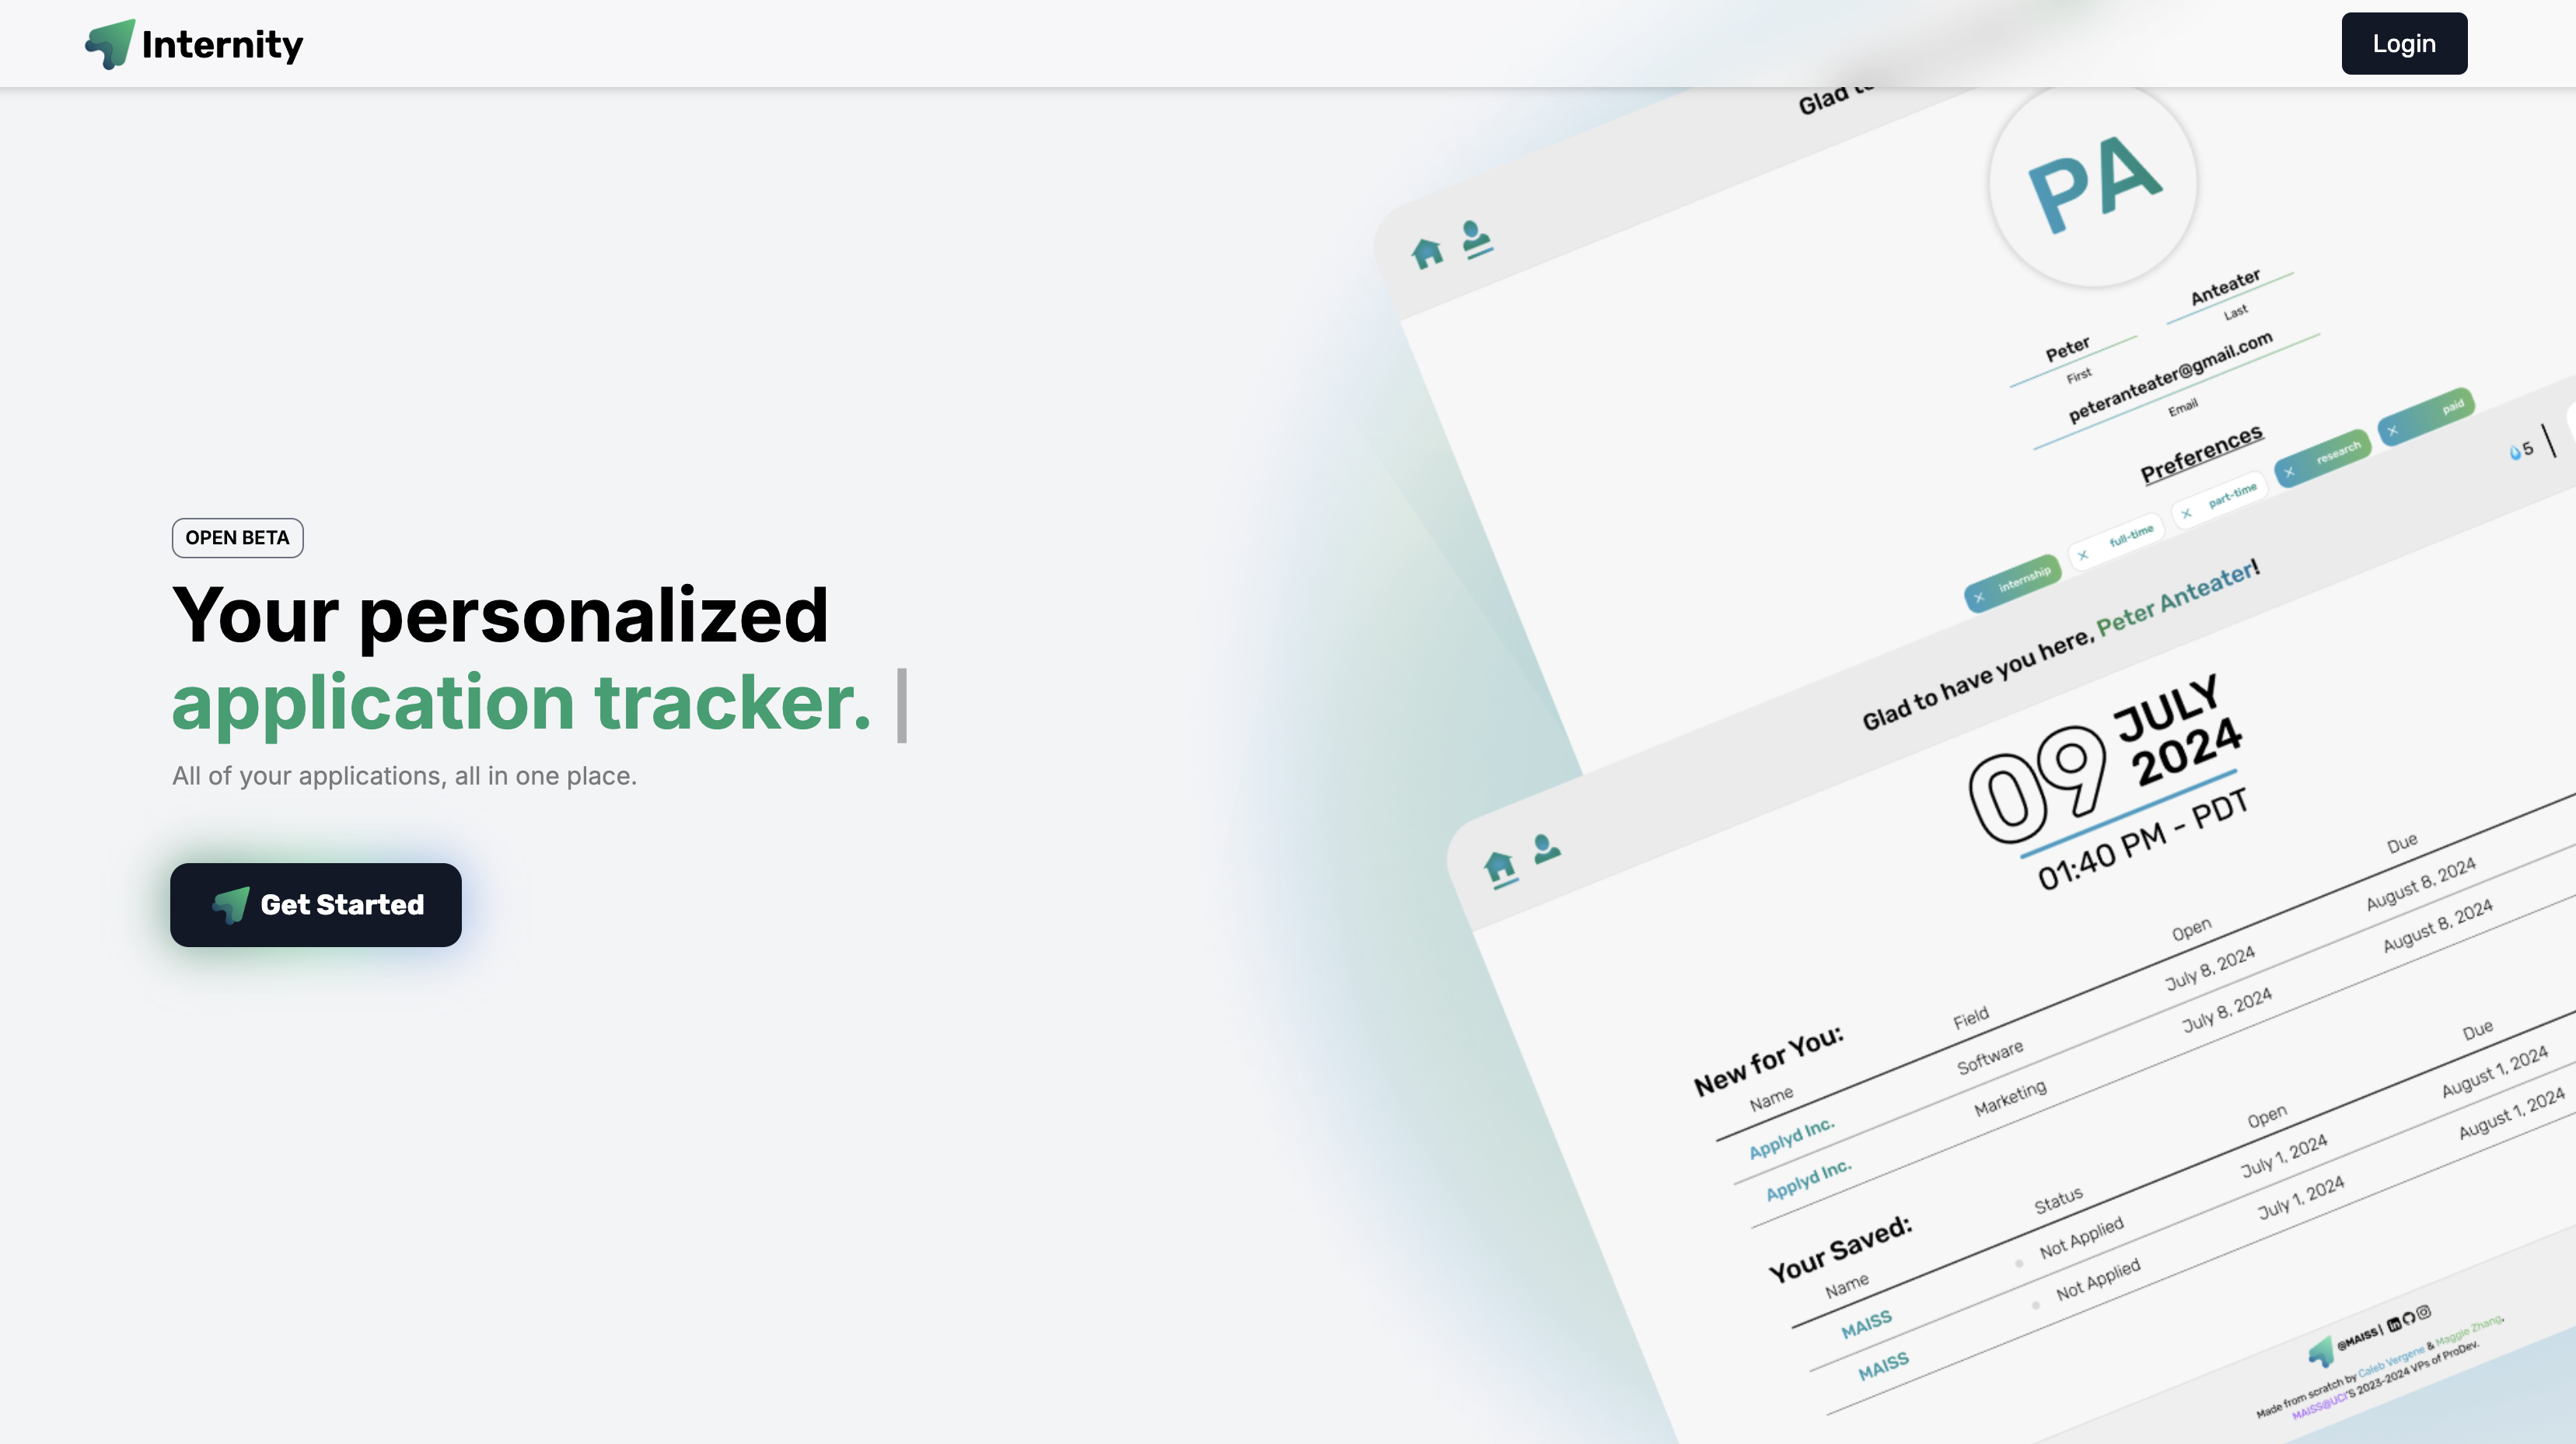 Internity
Login
OPEN BETA
Your personalized
application tracker.
All of your applications, all in one place.
Get Started
Glad to
PA
Peter
First
Anteater
Last
peteranteater@gmail.com
Email
Preferences
internship
full-time
part-time
research
paid
5 |
Glad to have you here, Peter Anteater!
09 JULY
2024
01:40 PM - PDT
New for You:
Name Field Open Due
Applyd Inc. Software July 8, 2024 August 8, 2024
Applyd Inc. Marketing July 8, 2024 August 8, 2024
Your Saved:
Name Status Open Due
MAISS Not Applied July 1, 2024 August 1, 2024
MAISS Not Applied July 1, 2024 August 1, 2024
@MAISS |
Made from scratch by Caleb Vergene & Maggie Zhang,
MAISS@UCI'S 2023-2024 VPs of ProDev.